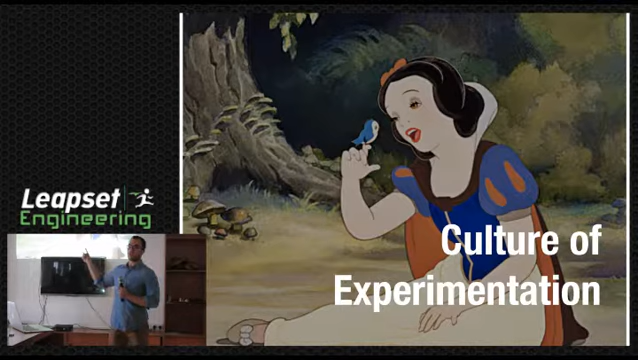 Leapset
Engineering
Culture of
Experimentation